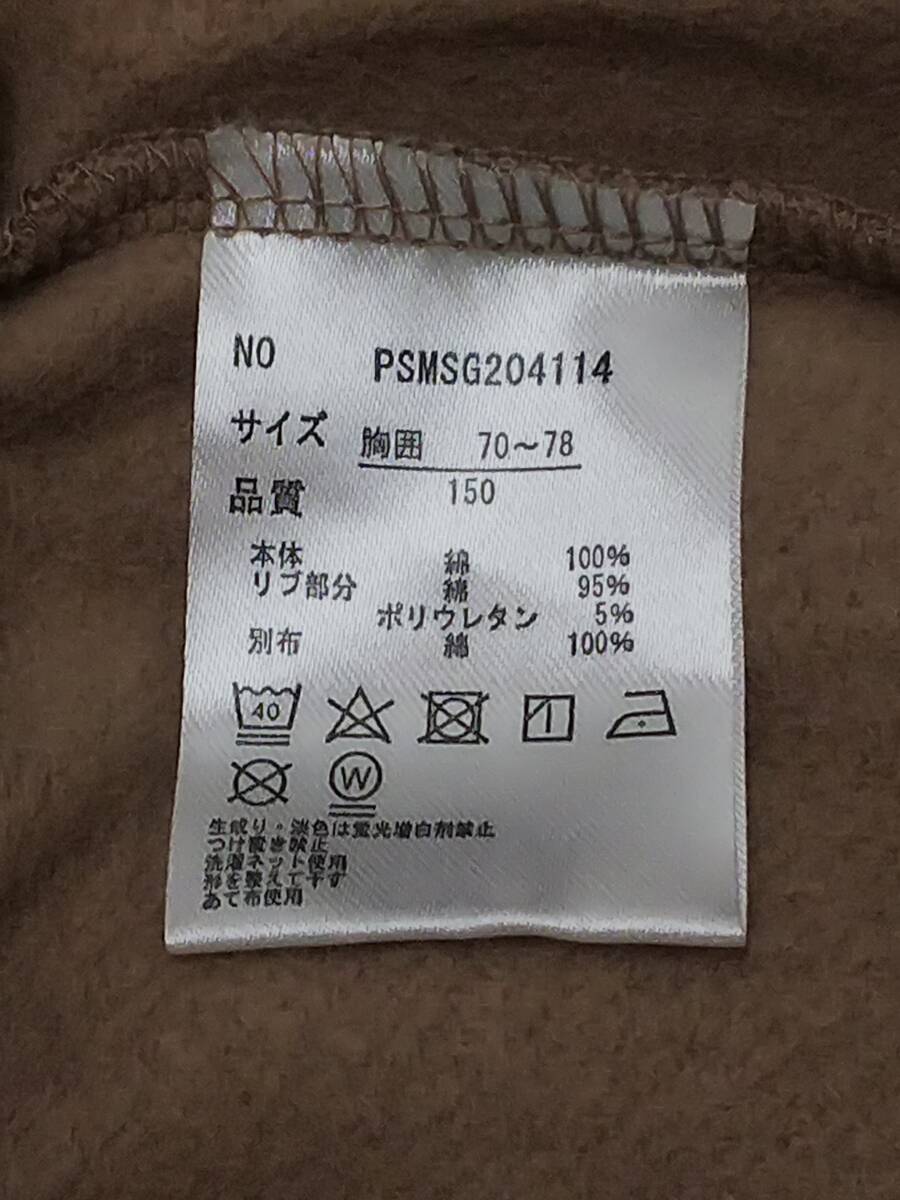 NO PSMSG204114
サイズ 胸囲 70~78
150
品質
本体 綿 100%
リブ部分 綿 95%
ポリウレタン 5%
別布 綿 100%
40
W
生成り・淡色は蛍光増白剤禁止
つけ置き禁止
洗濯ネット使用
形を整えて干す
あて布使用